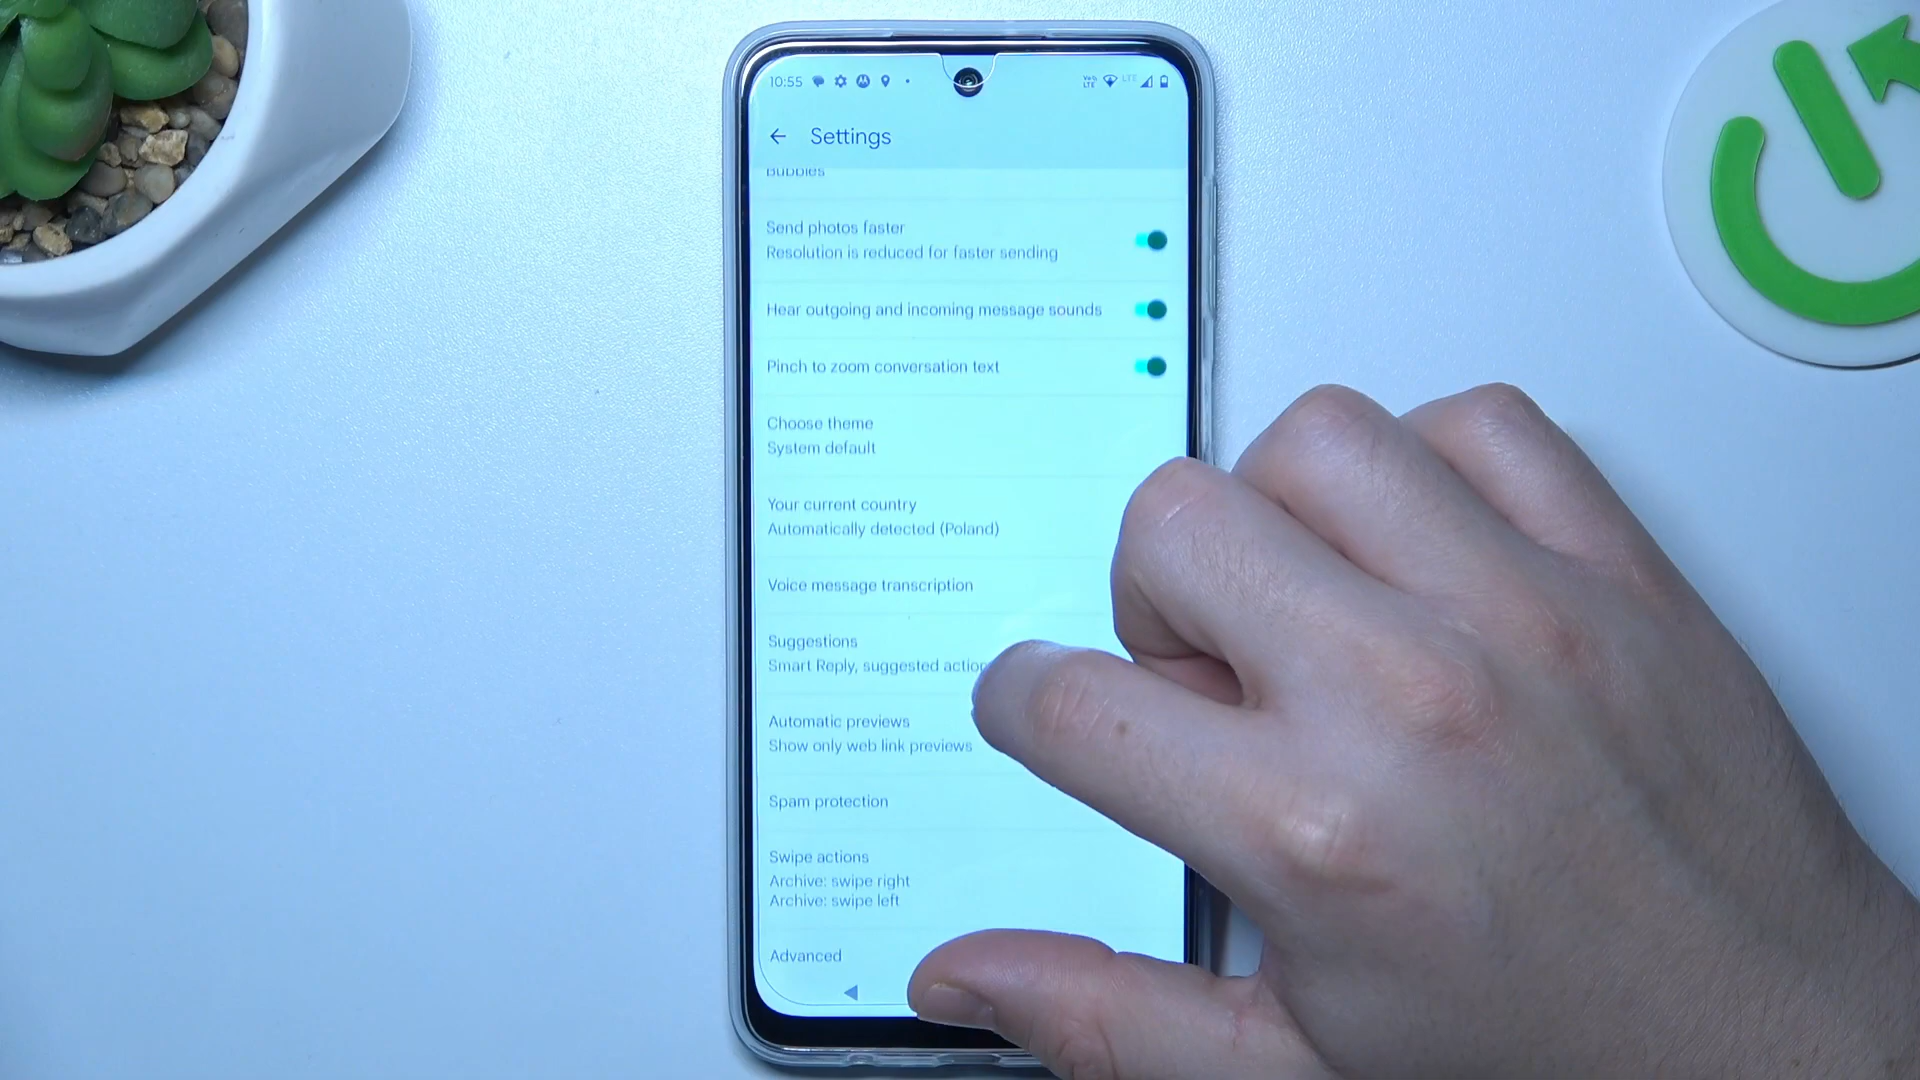 10:55
LTE
Settings
Bubbles
Send photos faster
Resolution is reduced for faster sending
Hear outgoing and incoming message sounds
Pinch to zoom conversation text
Choose theme
System default
Your current country
Automatically detected (Poland)
Voice message transcription
Suggestions
Smart Reply, suggested action
Automatic previews
Show only web link previews
Spam protection
Swipe actions
Archive: swipe right
Archive: swipe left
Advanced